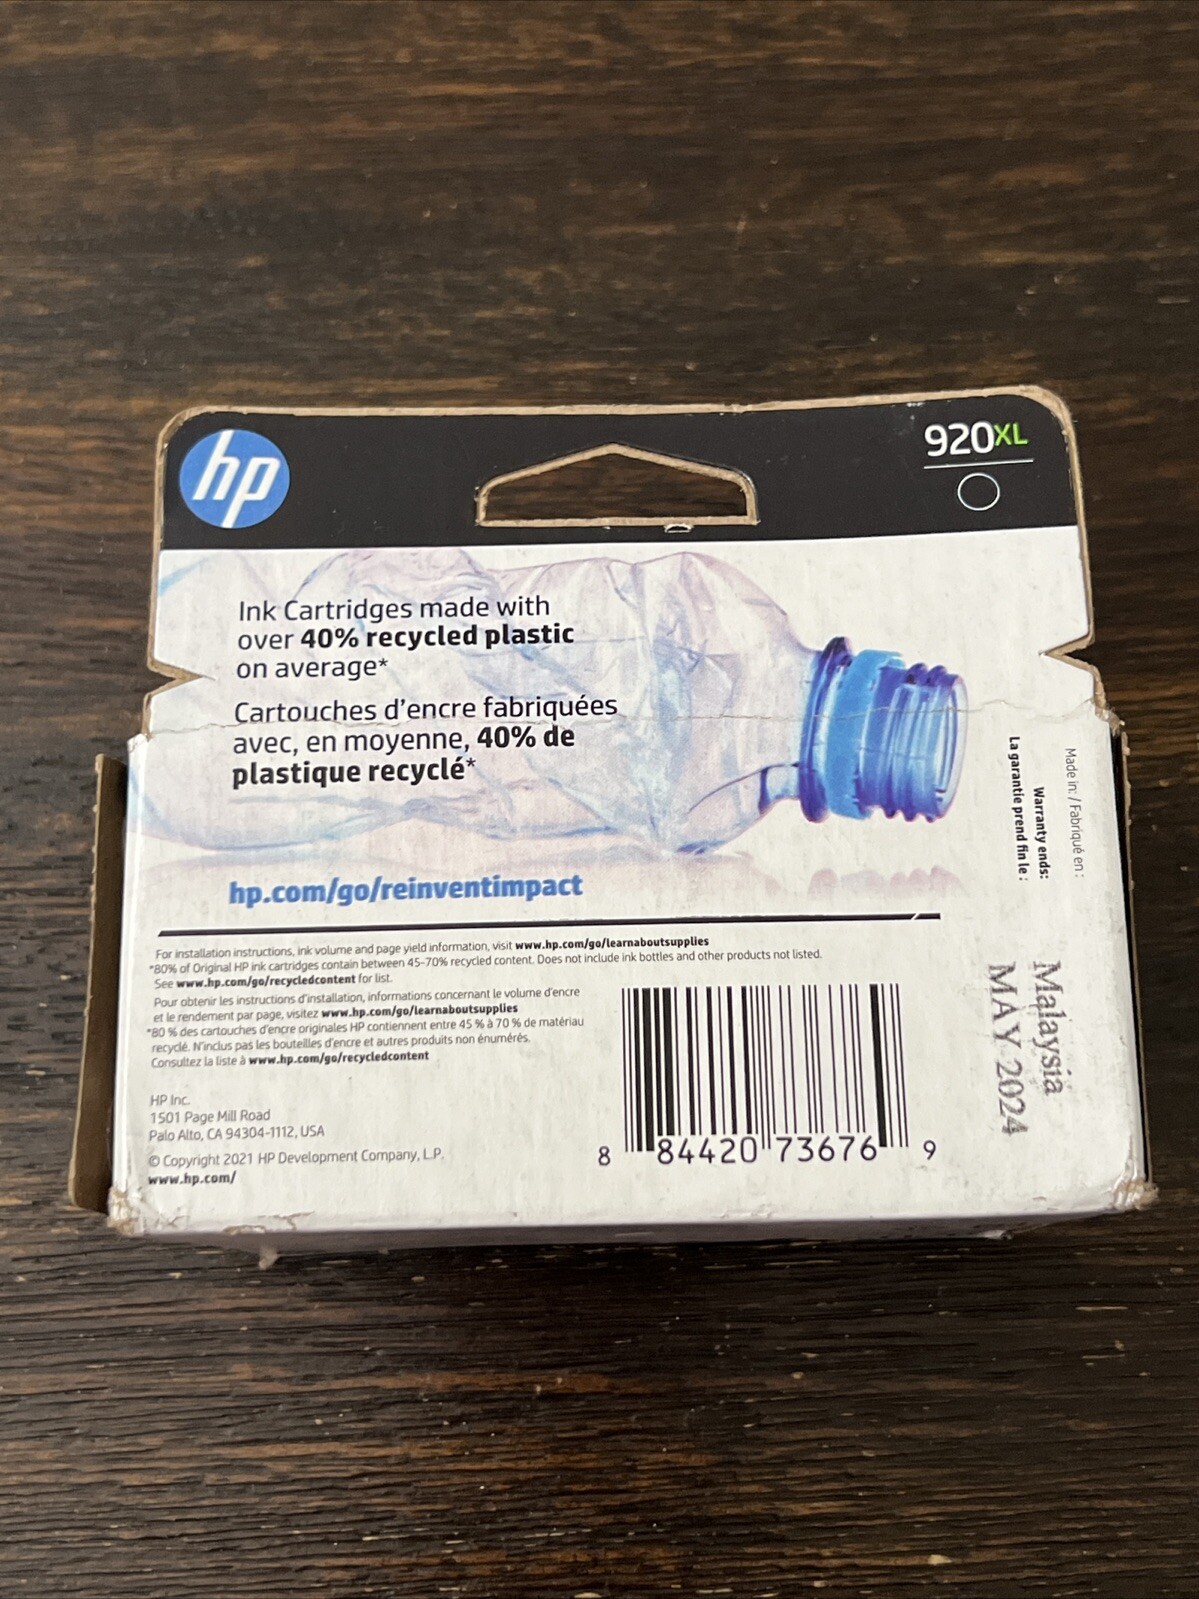 hp
920XL
Ink Cartridges made with
over 40% recycled plastic
on average*
Cartouches d'encre fabriquées
avec, en moyenne, 40% de
plastique recyclé*
hp.com/go/reinventimpact
For installation instructions, ink volume and page yield information, visit www.hp.com/go/learnaboutsupplies
*80% of Original HP ink cartridges contain between 45-70% recycled content. Does not include ink bottles and other products not listed.
See www.hp.com/go/recycledcontent for list.
Pour obtenir les instructions d'installation, informations concernant le volume d'encre
et le rendement par page, visitez www.hp.com/go/learnaboutsupplies
*80 % des cartouches d'encre originales HP contiennent entre 45 % à 70 % de matériau
recyclé. N'inclus pas les bouteilles d'encre et autres produits non énumérés.
Consultez la liste à www.hp.com/go/recycledcontent
HP Inc.
1501 Page Mill Road
Palo Alto, CA 94304-1112, USA
© Copyright 2021 HP Development Company, L.P.
www.hp.com/
8 84420 73676 9
Made in: / Fabriqué en :
Warranty ends:
La garantie prend fin le :
Malaysia
MAY 2024